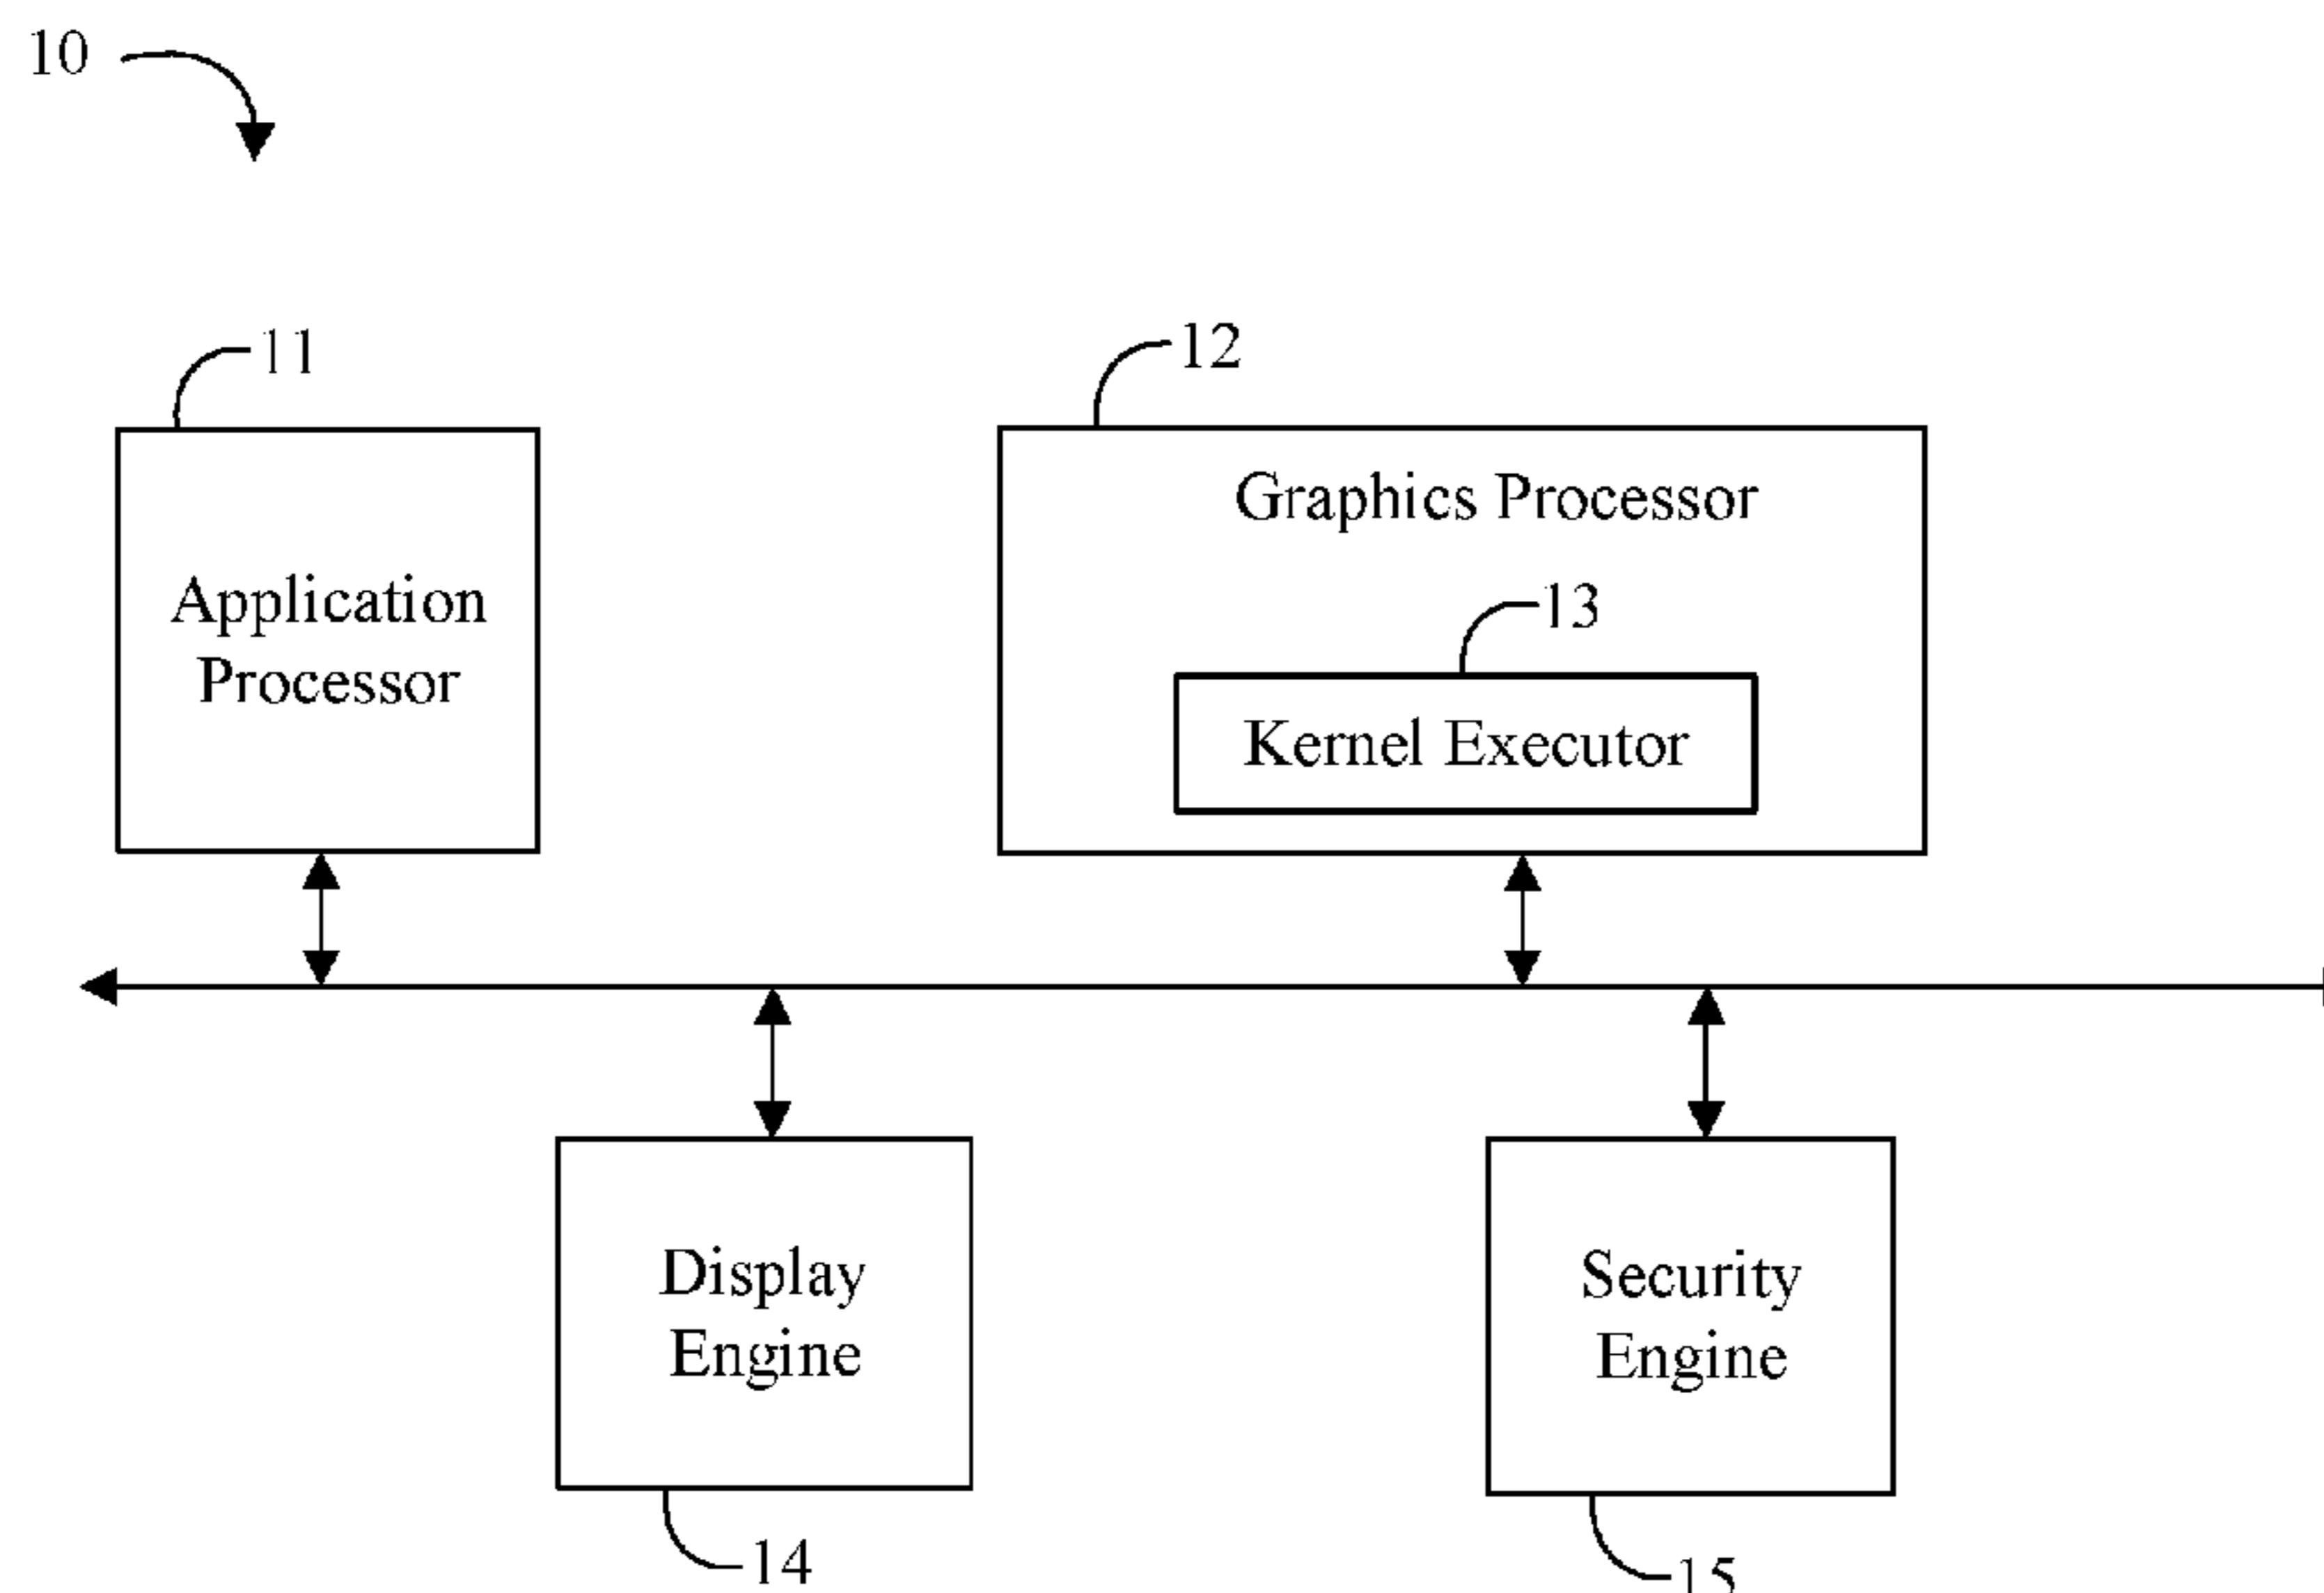 10
11
12
Graphics Processor
Application
Processor
13
Kernel Executor
Display
Engine
Security
Engine
14
15